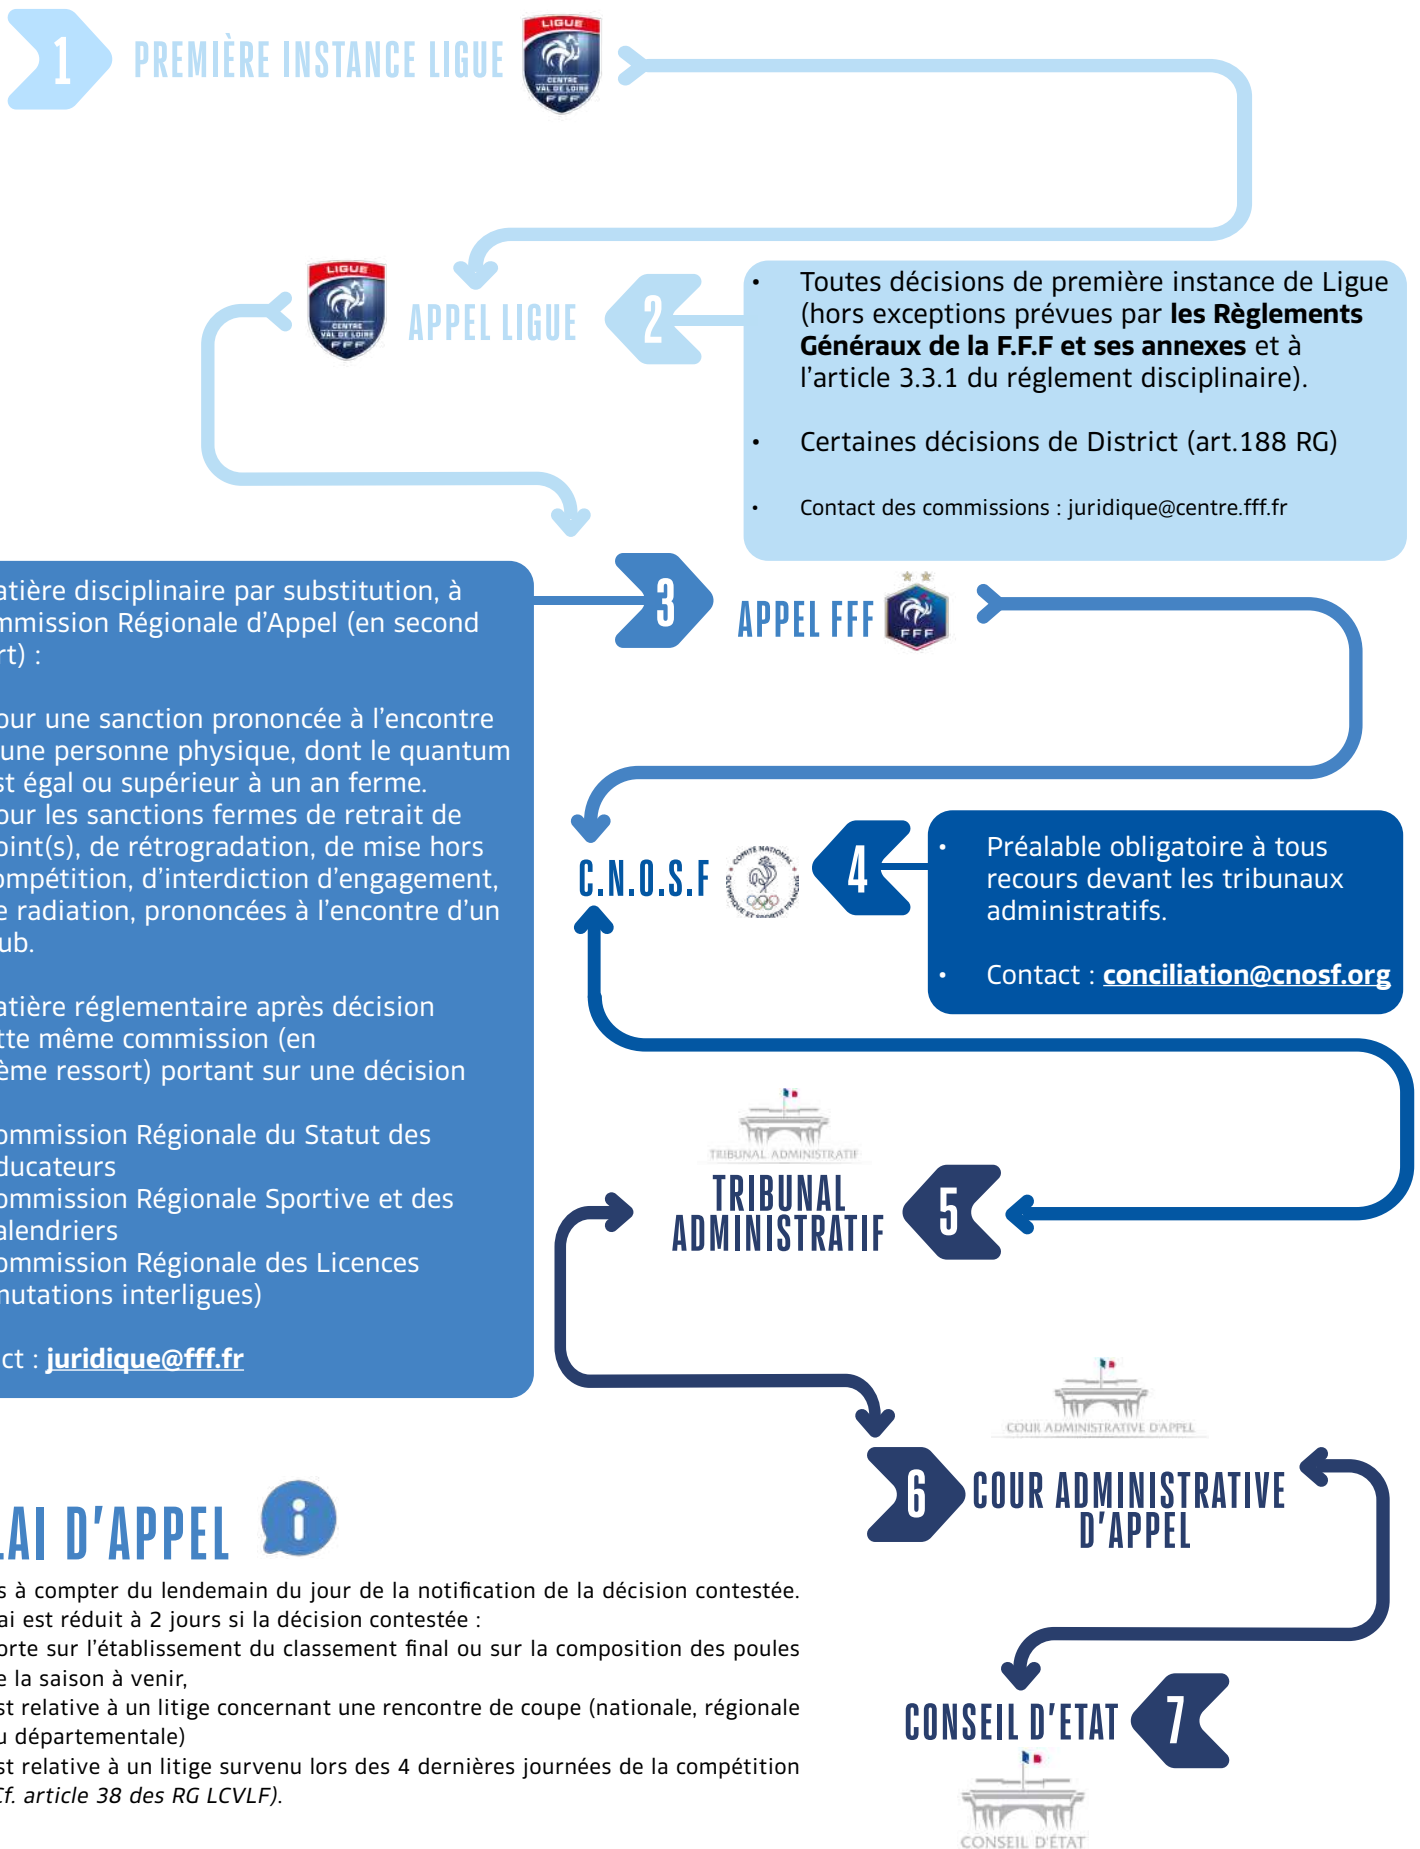 1
PREMIÈRE INSTANCE LIGUE
LIGUE
CENTRE
VAL DE LOIRE
FFF
LIGUE
CENTRE
VAL DE LOIRE
FFF
APPEL LIGUE
2
• Toutes décisions de première instance de Ligue
(hors exceptions prévues par les Règlements
Généraux de la F.F.F et ses annexes et à
l’article 3.3.1 du réglement disciplinaire).
• Certaines décisions de District (art.188 RG)
• Contact des commissions : juridique@centre.fff.fr
atière disciplinaire par substitution, à
mmission Régionale d’Appel (en second
rt) :
our une sanction prononcée à l’encontre
une personne physique, dont le quantum
st égal ou supérieur à un an ferme.
our les sanctions fermes de retrait de
oint(s), de rétrogradation, de mise hors
ompétition, d’interdiction d’engagement,
e radiation, prononcées à l’encontre d’un
ub.
atière réglementaire après décision
tte même commission (en
ème ressort) portant sur une décision
ommission Régionale du Statut des
ducateurs
ommission Régionale Sportive et des
alendriers
ommission Régionale des Licences
mutations interligues)
ct : juridique@fff.fr
3
APPEL FFF
FFF
C.N.O.S.F
COMITE NATIONAL OLYMPIQUE ET SPORTIF FRANÇAIS
4
• Préalable obligatoire à tous
recours devant les tribunaux
administratifs.
• Contact : conciliation@cnosf.org
TRIBUNAL ADMINISTRATIF
TRIBUNAL
ADMINISTRATIF
5
COUR ADMINISTRATIVE D'APPEL
6
COUR ADMINISTRATIVE
D’APPEL
LAI D’APPEL
i
s à compter du lendemain du jour de la notification de la décision contestée.
ai est réduit à 2 jours si la décision contestée :
orte sur l’établissement du classement final ou sur la composition des poules
e la saison à venir,
st relative à un litige concernant une rencontre de coupe (nationale, régionale
u départementale)
st relative à un litige survenu lors des 4 dernières journées de la compétition
Cf. article 38 des RG LCVLF).
CONSEIL D’ETAT
7
CONSEIL D'ÉTAT